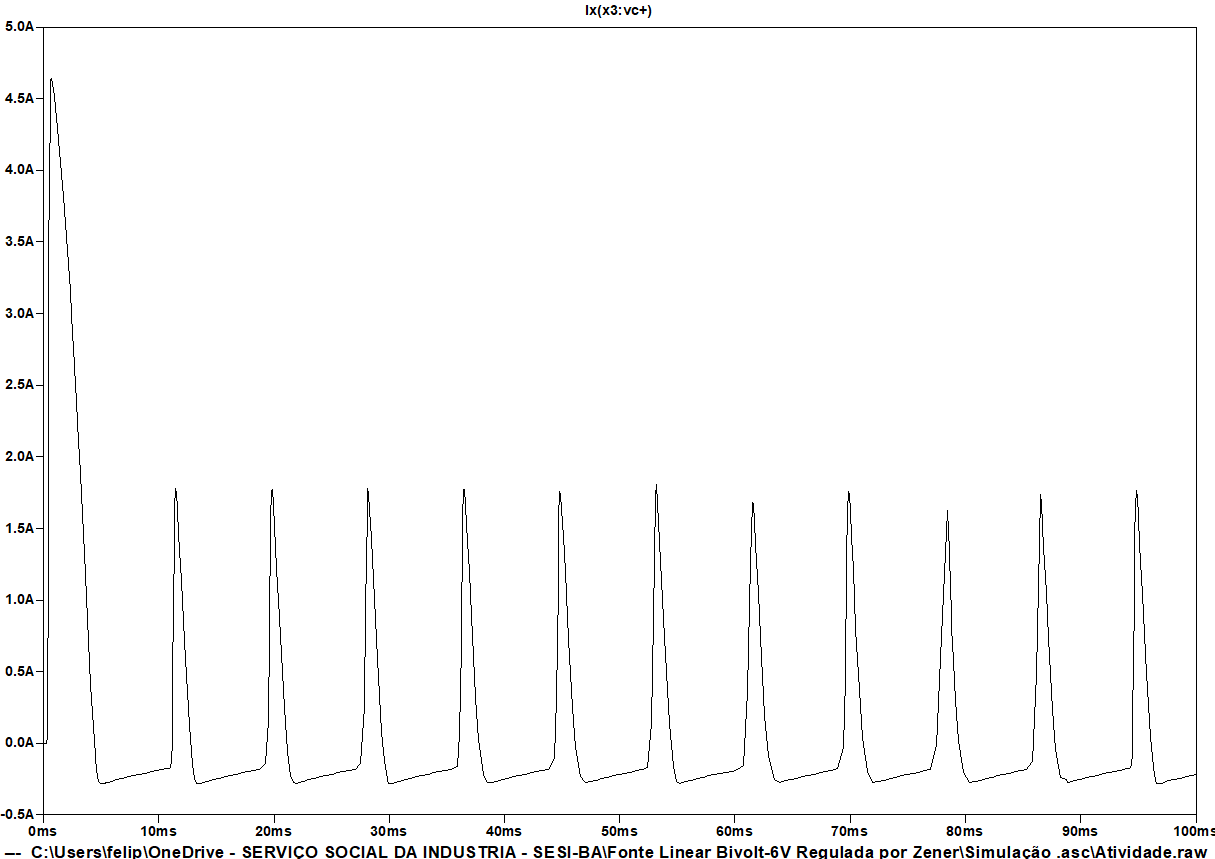 Ix(x3:vc+)
5.0A
4.5A
4.0A
3.5A
3.0A
2.5A
2.0A
1.5A
1.0A
0.5A
0.0A
-0.5A
0ms 10ms 20ms 30ms 40ms 50ms 60ms 70ms 80ms 90ms 100ms
--- C:\Users\felip\OneDrive - SERVIÇO SOCIAL DA INDUSTRIA - SESI-BA\Fonte Linear Bivolt-6V Regulada por Zener\Simulação .asc\Atividade.raw